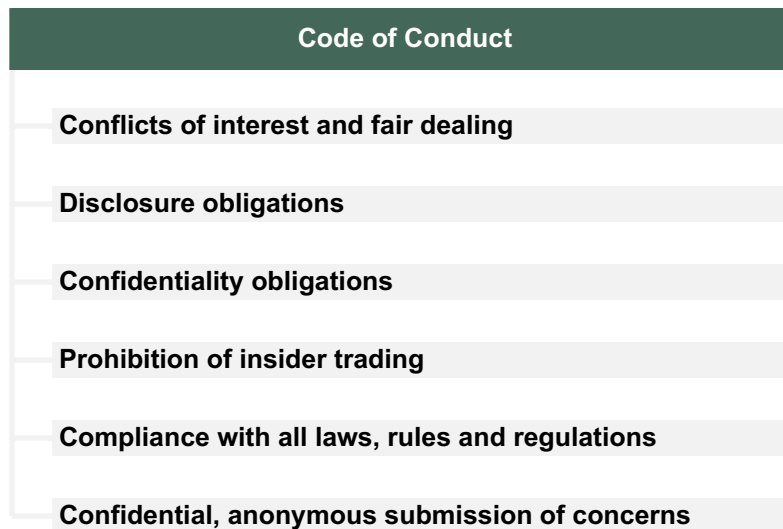 Code of Conduct
Conflicts of interest and fair dealing
Disclosure obligations
Confidentiality obligations
Prohibition of insider trading
Compliance with all laws, rules and regulations
Confidential, anonymous submission of concerns